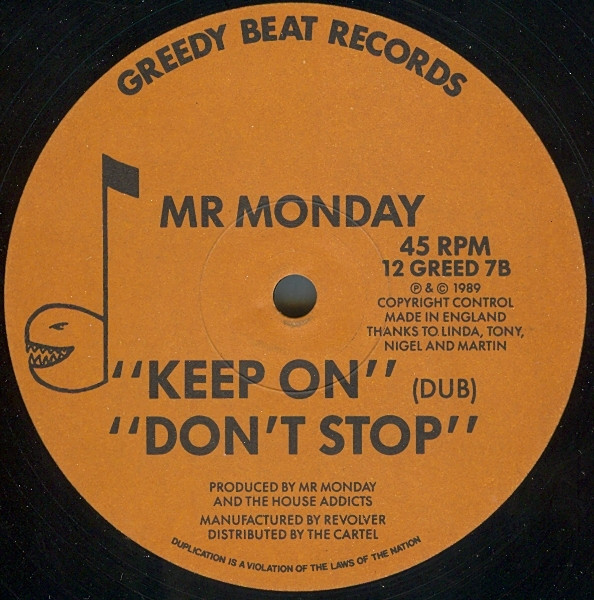 GREEDY BEAT RECORDS
MR MONDAY
45 RPM
12 GREED 7B
℗ & © 1989
COPYRIGHT CONTROL
MADE IN ENGLAND
THANKS TO LINDA, TONY,
NIGEL AND MARTIN
"KEEP ON" (DUB)
"DON'T STOP"
PRODUCED BY MR MONDAY
AND THE HOUSE ADDICTS
MANUFACTURED BY REVOLVER
DISTRIBUTED BY THE CARTEL
DUPLICATION IS A VIOLATION OF THE LAWS OF THE NATION